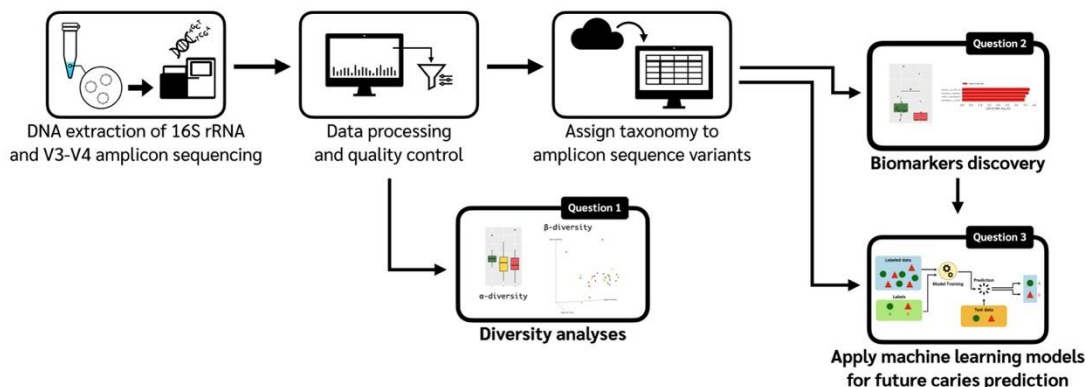 DNA extraction of 16S rRNA
and V3-V4 amplicon sequencing
Data processing
and quality control
Assign taxonomy to
amplicon sequence variants
Question 2
Biomarkers discovery
Question 1
β-diversity
α-diversity
Diversity analyses
Question 3
Labeled data
Model Training
Prediction
Labels
Test data
Apply machine learning models
for future caries prediction